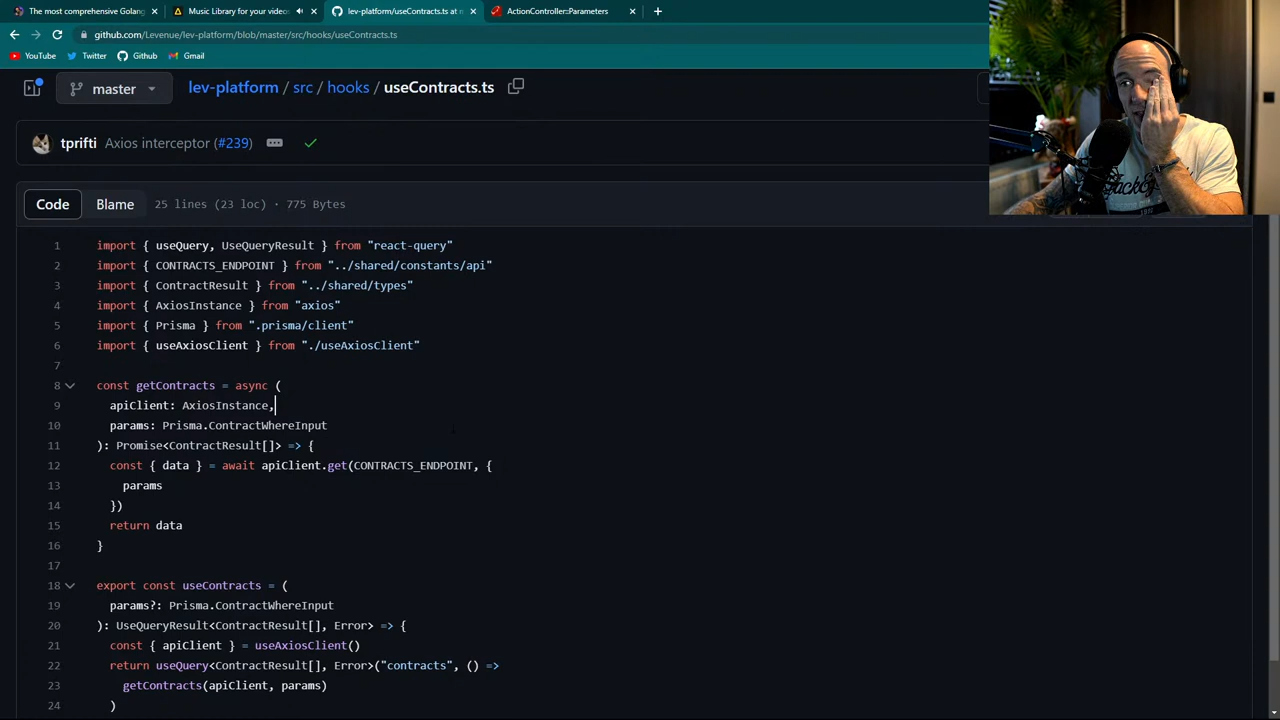 The most comprehensive Golang
Music Library for your videos
lev-platform/useContracts.ts at m
ActionController::Parameters
github.com/Levenue/lev-platform/blob/master/src/hooks/useContracts.ts
YouTube
Twitter
Github
Gmail
master
lev-platform / src / hooks / useContracts.ts
tprifti Axios interceptor (#239)
Code
Blame
25 lines (23 loc) · 775 Bytes
1 import { useQuery, UseQueryResult } from "react-query"
2 import { CONTRACTS_ENDPOINT } from "../shared/constants/api"
3 import { ContractResult } from "../shared/types"
4 import { AxiosInstance } from "axios"
5 import { Prisma } from ".prisma/client"
6 import { useAxiosClient } from "./useAxiosClient"
7
8 const getContracts = async (
9 apiClient: AxiosInstance,
10 params: Prisma.ContractWhereInput
11 ): Promise<ContractResult[]> => {
12 const { data } = await apiClient.get(CONTRACTS_ENDPOINT, {
13 params
14 })
15 return data
16 }
17
18 export const useContracts = (
19 params?: Prisma.ContractWhereInput
20 ): UseQueryResult<ContractResult[], Error> => {
21 const { apiClient } = useAxiosClient()
22 return useQuery<ContractResult[], Error>("contracts", () =>
23 getContracts(apiClient, params)
24 )